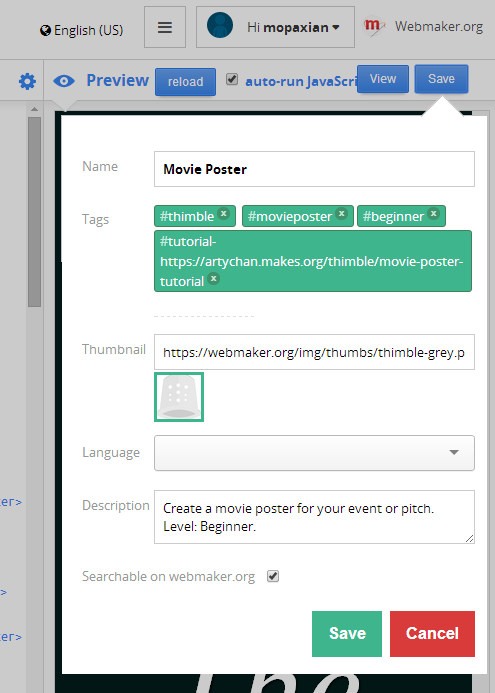 English (US)
Hi mopaxian
Webmaker.org
Preview
reload
auto-run JavaScri
View
Save
Name
Movie Poster
Tags
#thimble x
#movieposter x
#beginner x
#tutorial-
https://artychan.makes.org/thimble/movie-poster-
tutorial x
Thumbnail
https://webmaker.org/img/thumbs/thimble-grey.p
Language
Description
Create a movie poster for your event or pitch.
Level: Beginner.
Searchable on webmaker.org
Save
Cancel
er>
>
er>
The